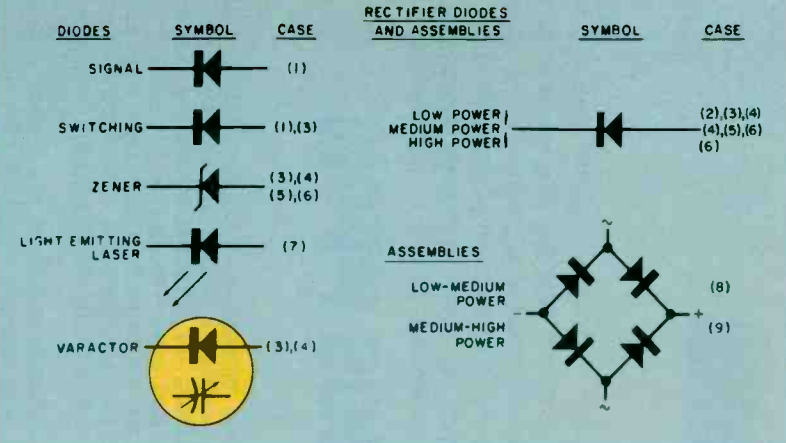 DIODES SYMBOL CASE
SIGNAL (1)
SWITCHING (1),(3)
ZENER (3),(4)
(5),(6)
LIGHT EMITTING (7)
LASER
VARACTOR (3),(4)
RECTIFIER DIODES
AND ASSEMBLIES SYMBOL CASE
LOW POWER (2),(3),(4)
MEDIUM POWER (4),(5),(6)
HIGH POWER (6)
~
ASSEMBLIES
LOW-MEDIUM (8)
POWER
- +
MEDIUM-HIGH (9)
POWER
~